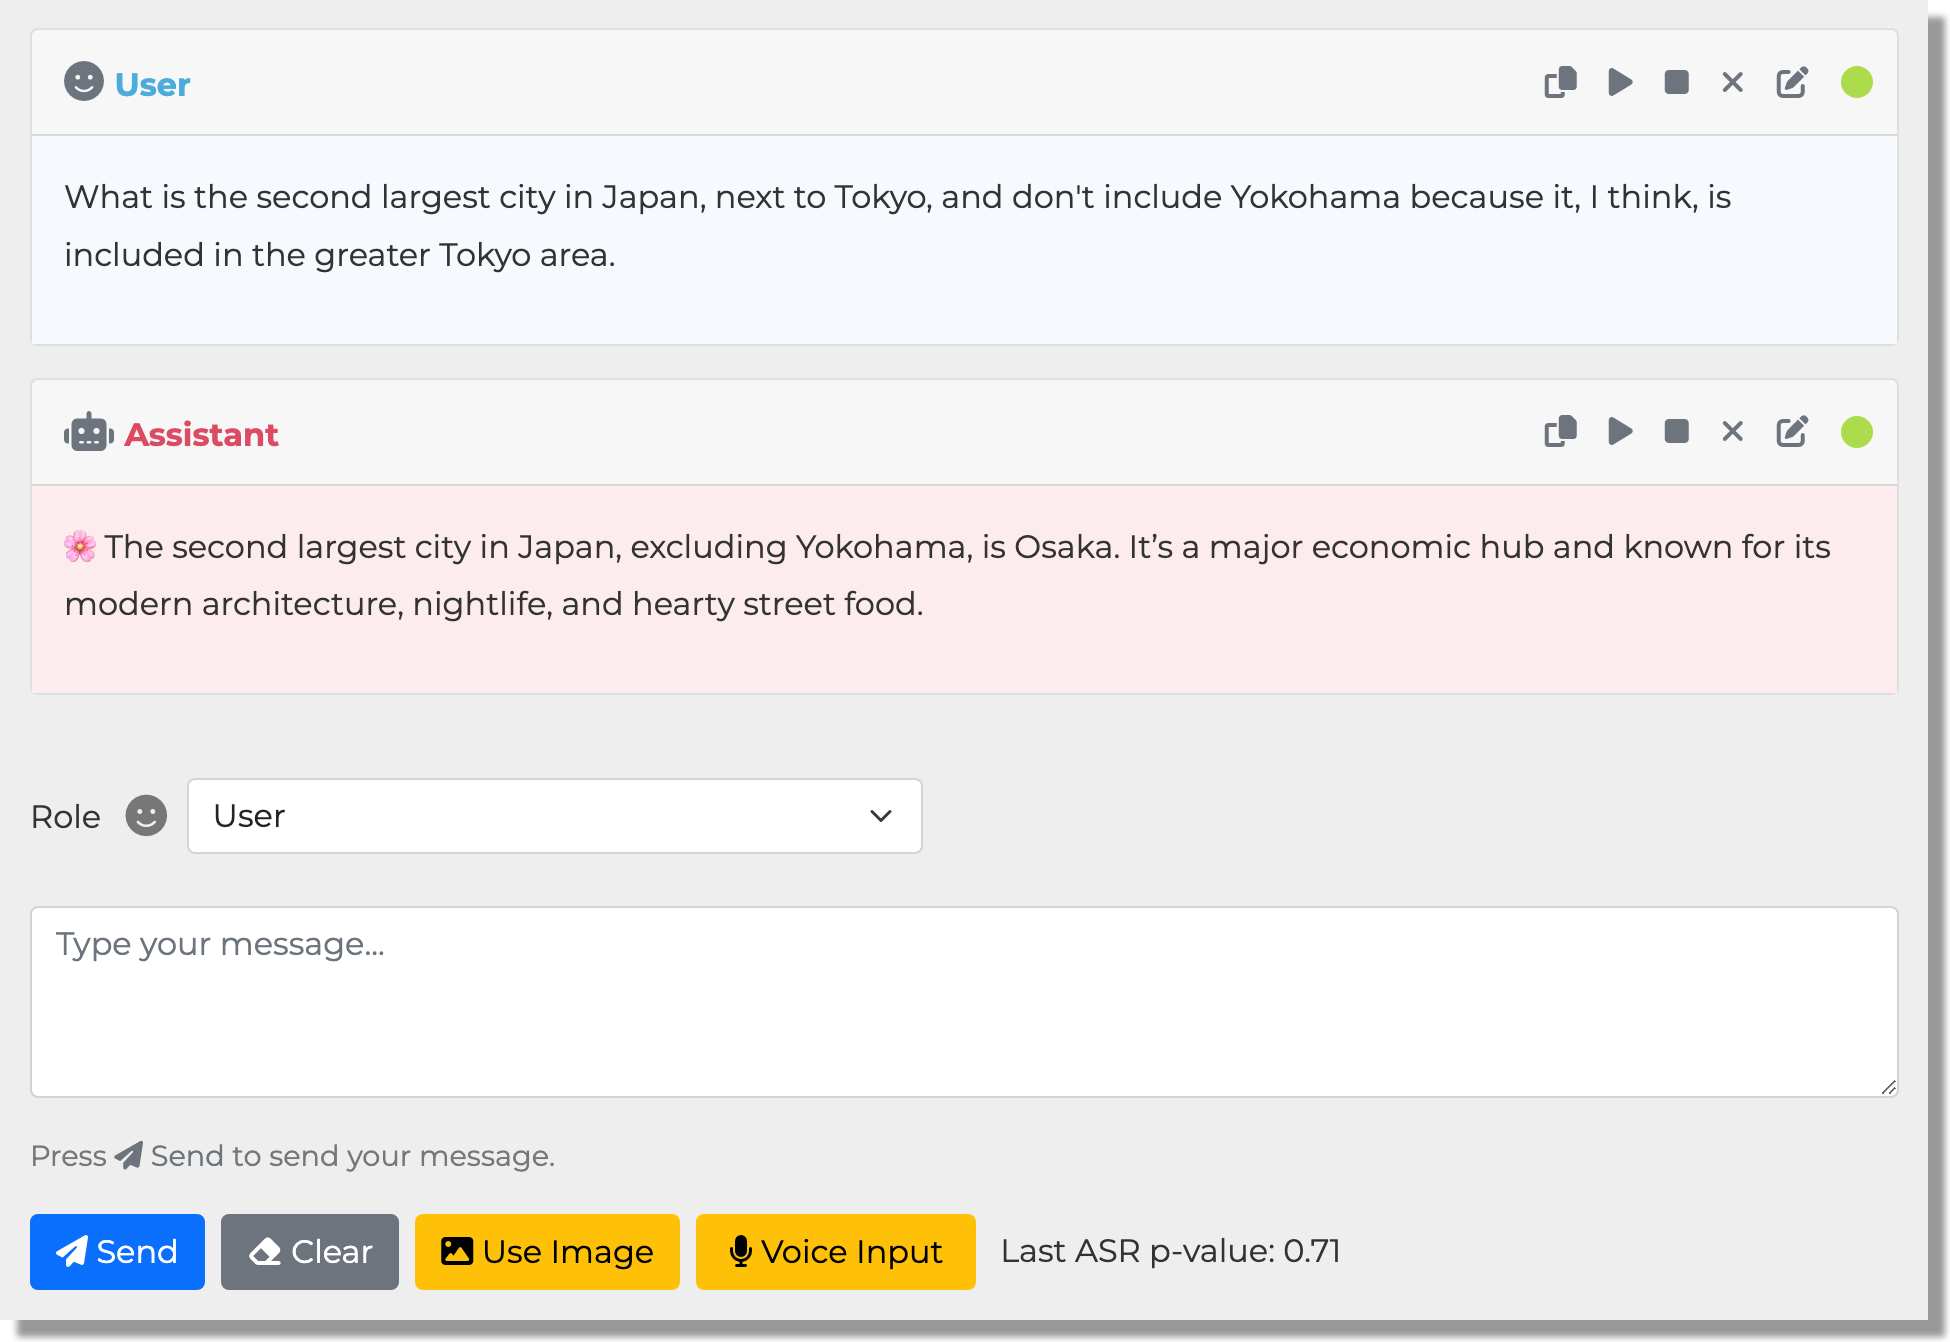 User
What is the second largest city in Japan, next to Tokyo, and don't include Yokohama because it, I think, is
included in the greater Tokyo area.
Assistant
🌸 The second largest city in Japan, excluding Yokohama, is Osaka. It’s a major economic hub and known for its
modern architecture, nightlife, and hearty street food.
Role User
Type your message...
Press Send to send your message.
Send Clear Use Image Voice Input Last ASR p-value: 0.71